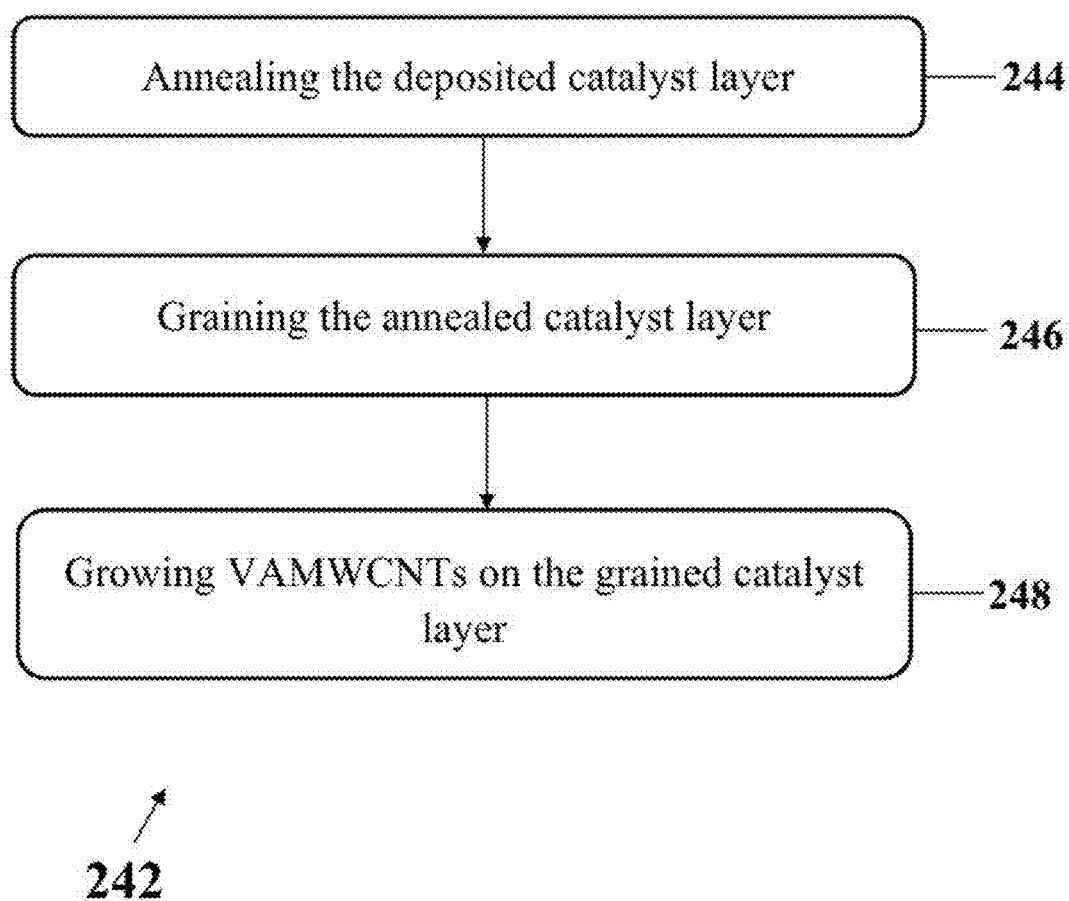 Annealing the deposited catalyst layer
244
Graining the annealed catalyst layer
246
Growing VAMWCNTs on the grained catalyst
layer
248
242